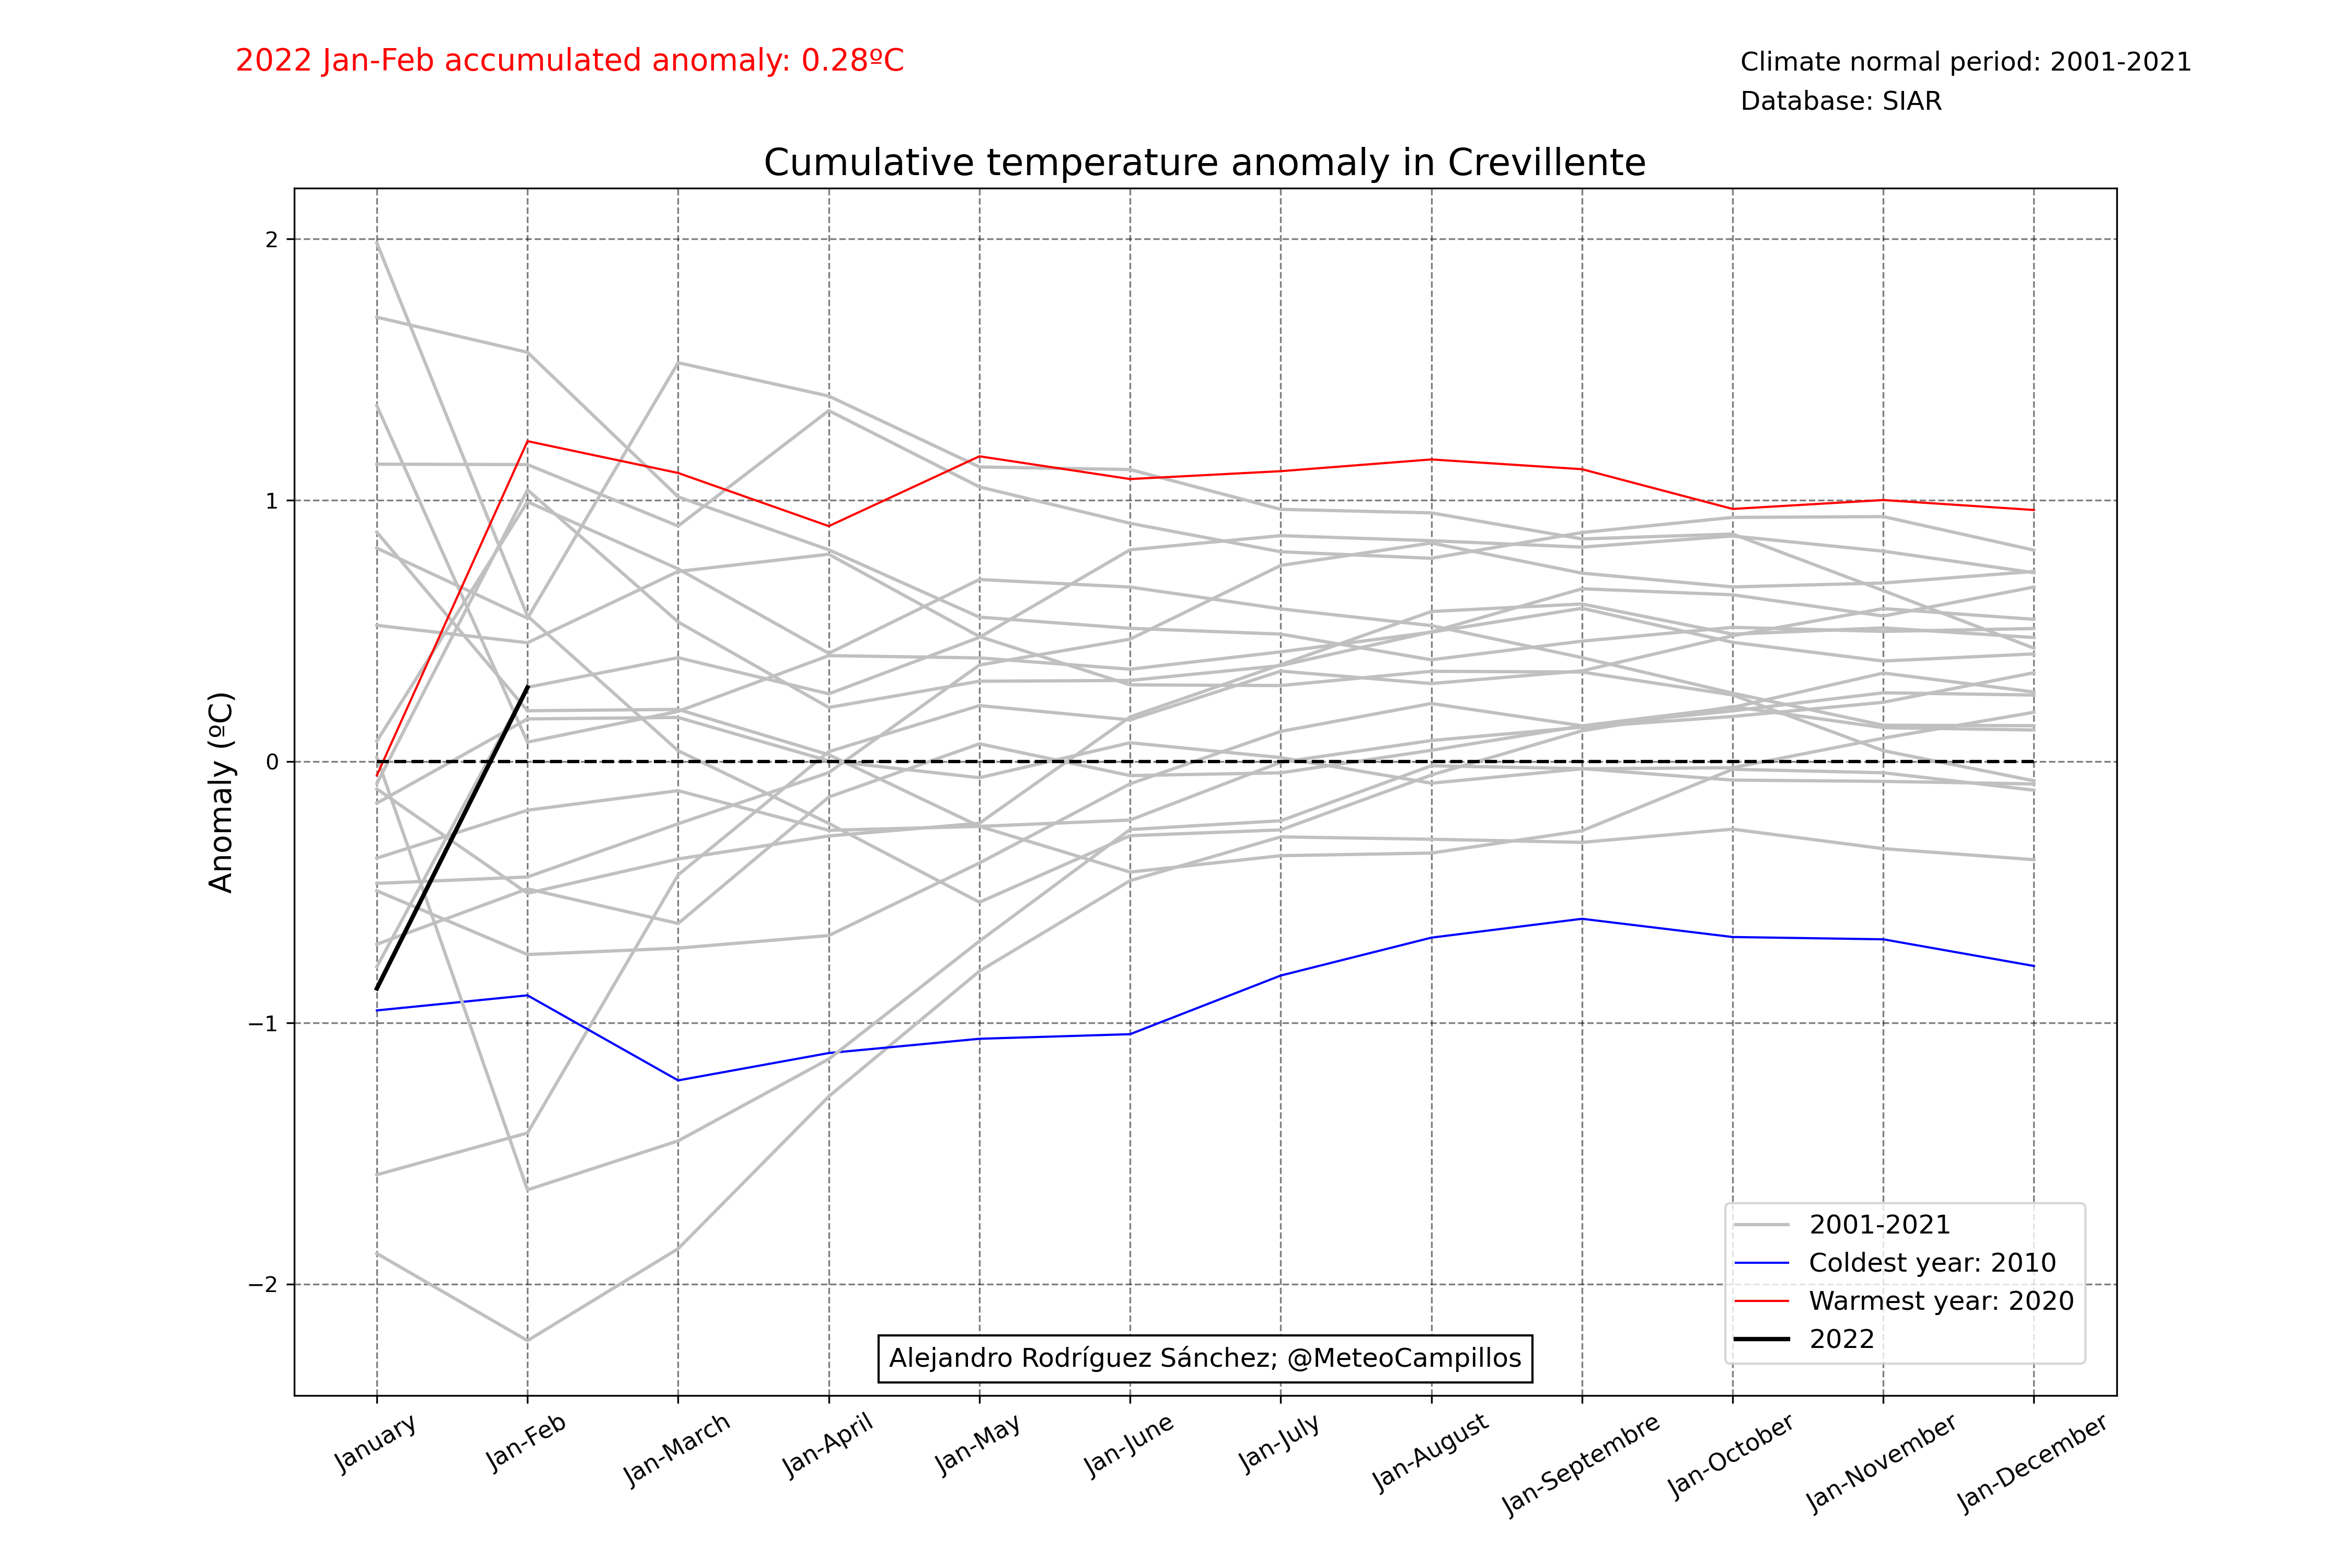 2022 Jan-Feb accumulated anomaly: 0.28ºC
Climate normal period: 2001-2021
Database: SIAR
Cumulative temperature anomaly in Crevillente
Anomaly (ºC)
2
1
0
−1
−2
2001-2021
Coldest year: 2010
Warmest year: 2020
2022
Alejandro Rodríguez Sánchez; @MeteoCampillos
January
Jan-Feb
Jan-March
Jan-April
Jan-May
Jan-June
Jan-July
Jan-August
Jan-Septembre
Jan-October
Jan-November
Jan-December